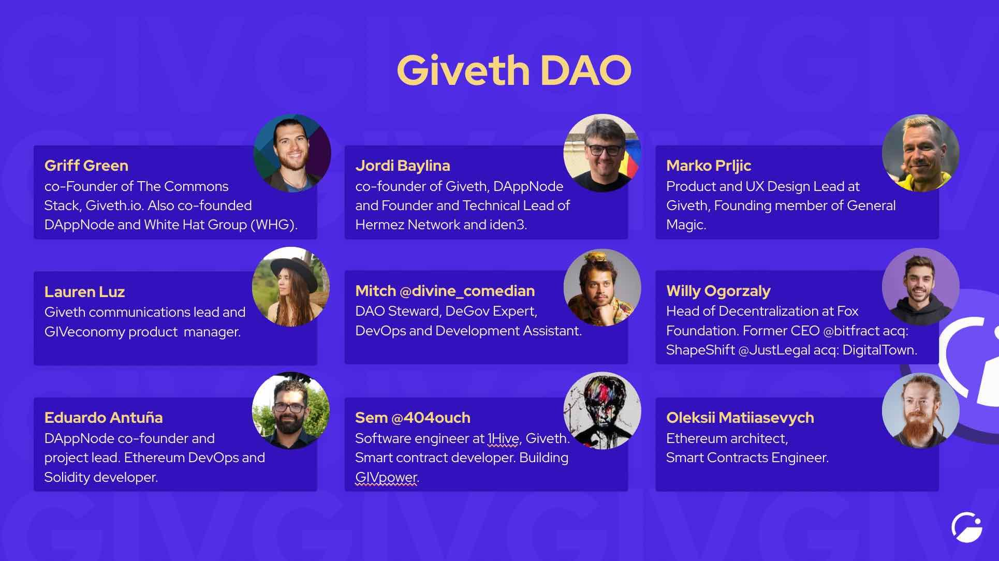 Giveth DAO
Griff Green
co-Founder of The Commons
Stack, Giveth.io. Also co-founded
DAppNode and White Hat Group (WHG).
Jordi Baylina
co-founder of Giveth, DAppNode
and Founder and Technical Lead of
Hermez Network and iden3.
Marko Prljic
Product and UX Design Lead at
Giveth, Founding member of General
Magic.
Lauren Luz
Giveth communications lead and
GIVeconomy product  manager.
Mitch @divine_comedian
DAO Steward, DeGov Expert,
DevOps and Development Assistant.
Willy Ogorzaly
Head of Decentralization at Fox
Foundation. Former CEO @bitfract acq:
ShapeShift @JustLegal acq: DigitalTown.
Eduardo Antuña
DAppNode co-founder and
project lead. Ethereum DevOps and
Solidity developer.
Sem @404ouch
Software engineer at 1Hive, Giveth.
Smart contract developer. Building
GIVpower.
Oleksii Matiiasevych
Ethereum architect,
Smart Contracts Engineer.